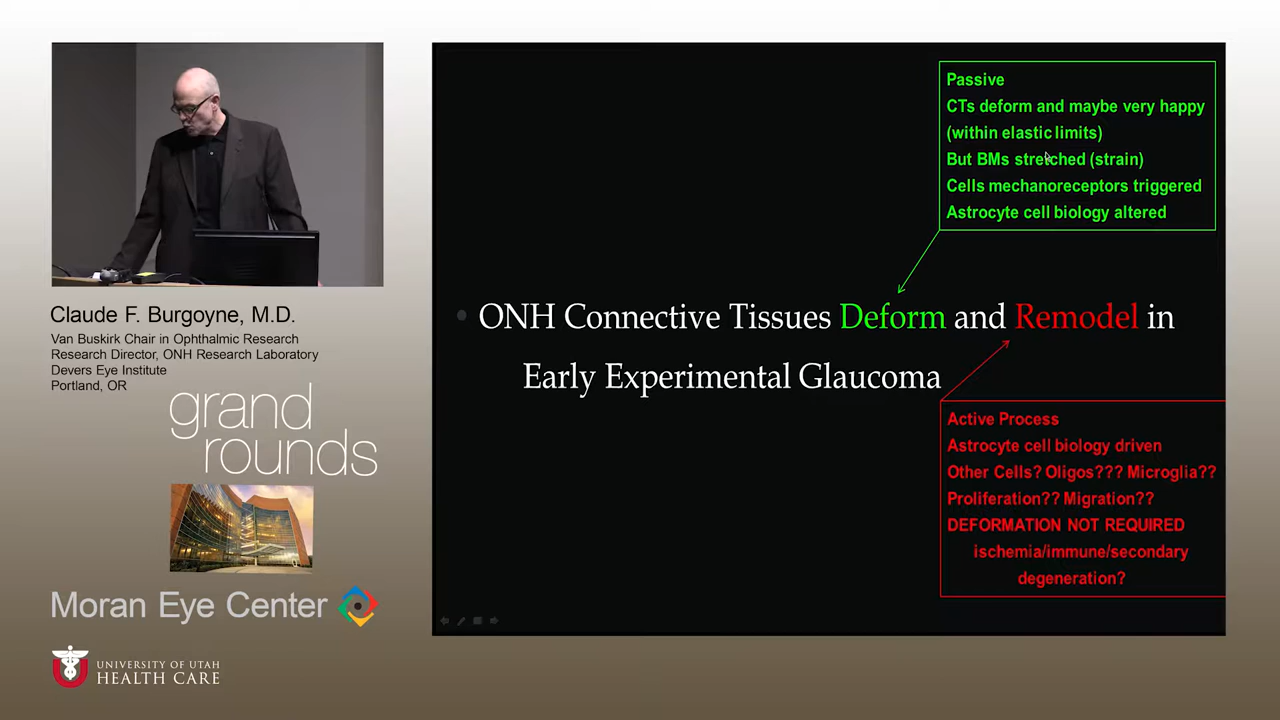 Passive
CTs deform and maybe very happy
(within elastic limits)
But BMs stretched (strain)
Cells mechanoreceptors triggered
Astrocyte cell biology altered
ONH Connective Tissues Deform and Remodel in
Early Experimental Glaucoma
Active Process
Astrocyte cell biology driven
Other Cells? Oligos??? Microglia??
Proliferation?? Migration??
DEFORMATION NOT REQUIRED
ischemia/immune/secondary
degeneration?
Claude F. Burgoyne, M.D.
Van Buskirk Chair in Ophthalmic Research
Research Director, ONH Research Laboratory
Devers Eye Institute
Portland, OR
grand
rounds
Moran Eye Center
UNIVERSITY OF UTAH
HEALTH CARE